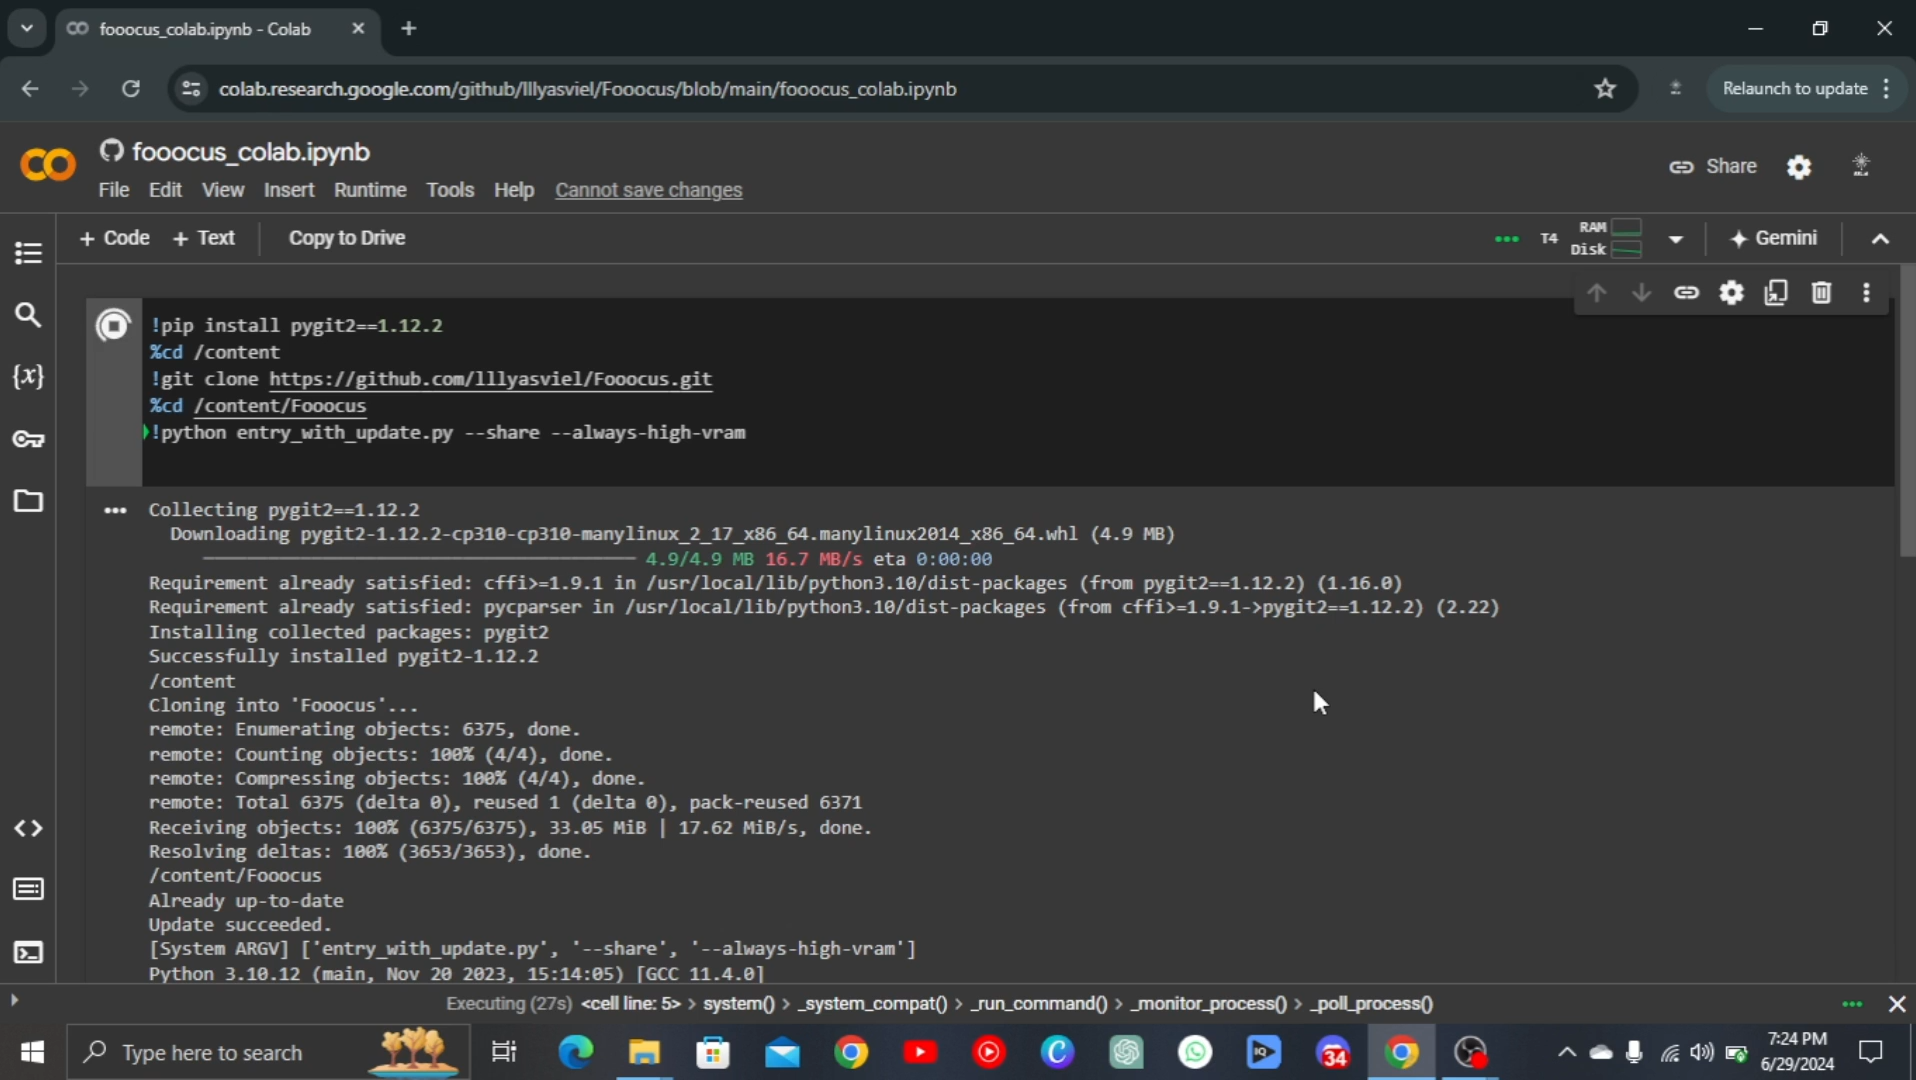 fooocus_colab.ipynb - Colab
colab.research.google.com/github/lllyasviel/Fooocus/blob/main/fooocus_colab.ipynb
Relaunch to update
fooocus_colab.ipynb
Share
File Edit View Insert Runtime Tools Help Cannot save changes
+ Code + Text Copy to Drive
T4 RAM Disk Gemini
!pip install pygit2==1.12.2
%cd /content
!git clone https://github.com/lllyasviel/Fooocus.git
%cd /content/Fooocus
!python entry_with_update.py --share --always-high-vram
Collecting pygit2==1.12.2
Downloading pygit2-1.12.2-cp310-cp310-manylinux_2_17_x86_64.manylinux2014_x86_64.whl (4.9 MB)
4.9/4.9 MB 16.7 MB/s eta 0:00:00
Requirement already satisfied: cffi>=1.9.1 in /usr/local/lib/python3.10/dist-packages (from pygit2==1.12.2) (1.16.0)
Requirement already satisfied: pycparser in /usr/local/lib/python3.10/dist-packages (from cffi>=1.9.1->pygit2==1.12.2) (2.22)
Installing collected packages: pygit2
Successfully installed pygit2-1.12.2
/content
Cloning into 'Fooocus'...
remote: Enumerating objects: 6375, done.
remote: Counting objects: 100% (4/4), done.
remote: Compressing objects: 100% (4/4), done.
remote: Total 6375 (delta 0), reused 1 (delta 0), pack-reused 6371
Receiving objects: 100% (6375/6375), 33.05 MiB | 17.62 MiB/s, done.
Resolving deltas: 100% (3653/3653), done.
/content/Fooocus
Already up-to-date
Update succeeded.
[System ARGV] ['entry_with_update.py', '--share', '--always-high-vram']
Python 3.10.12 (main, Nov 20 2023, 15:14:05) [GCC 11.4.0]
Executing (27s) <cell line: 5> > system() > _system_compat() > _run_command() > _monitor_process() > _poll_process()
Type here to search
34
7:24 PM
6/29/2024